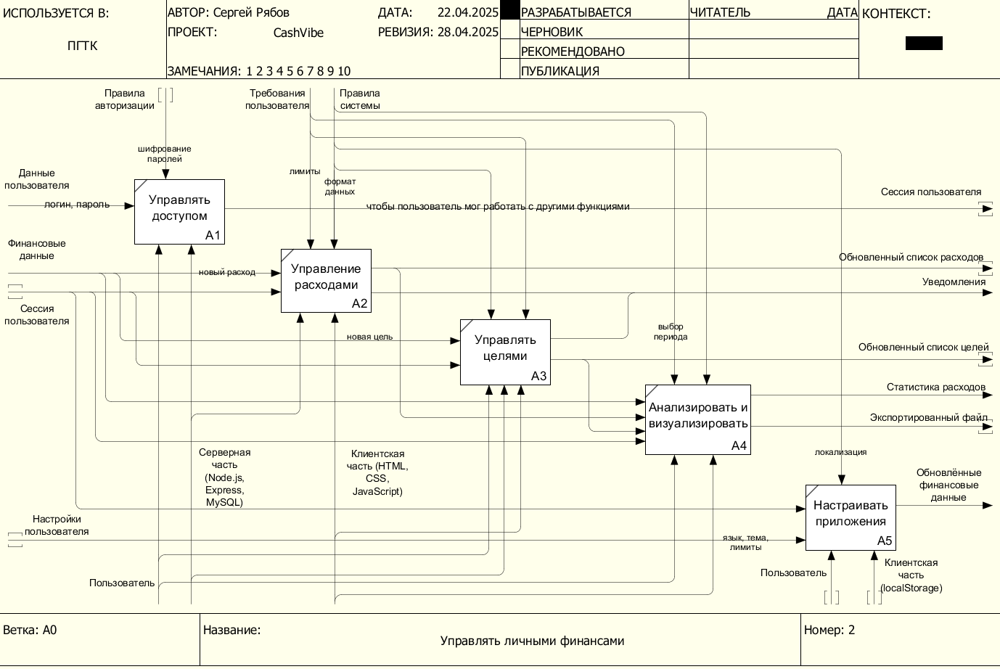 ИСПОЛЬЗУЕТСЯ В:
ПГТК
АВТОР: Сергей Рябов
ДАТА: 22.04.2025
ПРОЕКТ: CashVibe
РЕВИЗИЯ: 28.04.2025
ЗАМЕЧАНИЯ: 1 2 3 4 5 6 7 8 9 10
РАЗРАБАТЫВАЕТСЯ
ЧЕРНОВИК
РЕКОМЕНДОВАНО
ПУБЛИКАЦИЯ
ЧИТАТЕЛЬ
ДАТА
КОНТЕКСТ:
Правила
авторизации
Требования
пользователя
Правила
системы
шифрование
паролей
лимиты
формат
данных
Данные
пользователя
логин, пароль
Управлять
доступом
A1
чтобы пользователь мог работать с другими функциями
Сессия пользователя
Финансовые
данные
новый расход
Управление
расходами
A2
Обновленный список расходов
Уведомления
Сессия
пользователя
новая цель
Управлять
целями
A3
выбор
периода
Обновленный список целей
Анализировать и
визуализировать
A4
Статистика расходов
Экспортированный файл
Серверная
часть
(Node.js,
Express,
MySQL)
Клиентская
часть (HTML,
CSS,
JavaScript)
локализация
Обновлённые
финансовые
данные
Настраивать
приложения
A5
Настройки
пользователя
язык, тема,
лимиты
Пользователь
Пользователь
Клиентская
часть
(localStorage)
Ветка: A0
Название:
Управлять личными финансами
Номер: 2